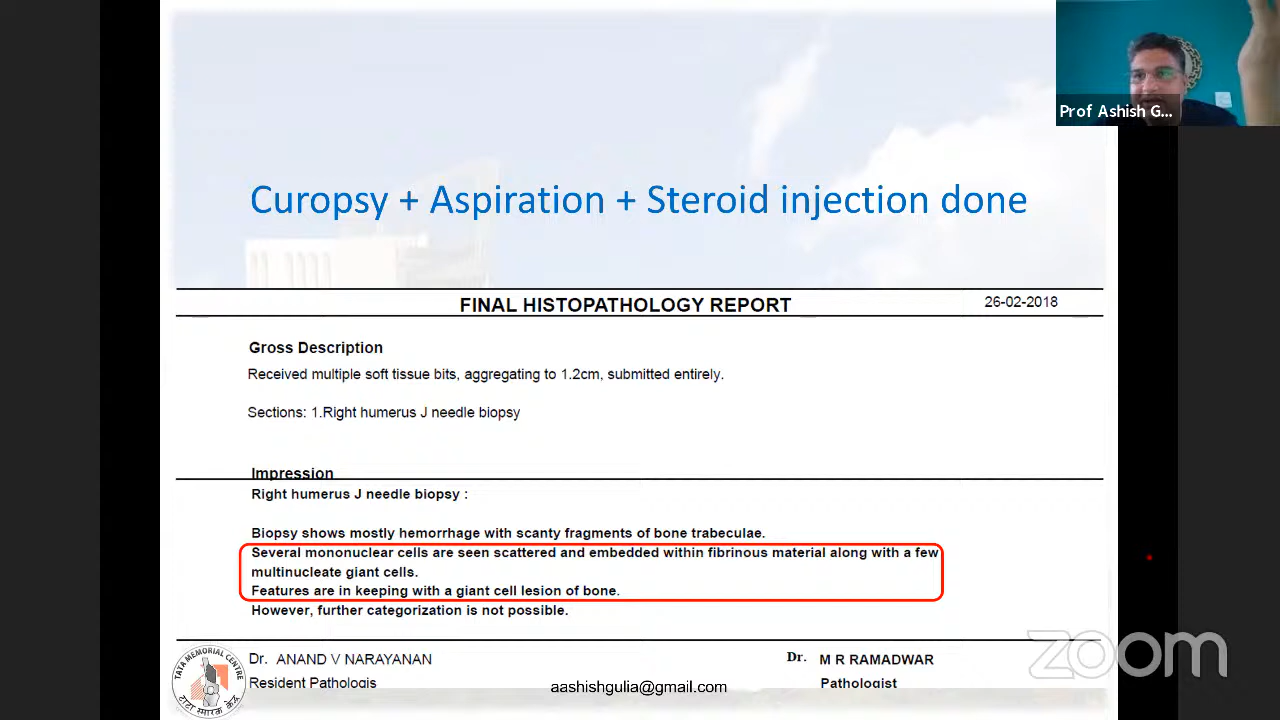 Prof Ashish G...
Curopsy + Aspiration + Steroid injection done
FINAL HISTOPATHOLOGY REPORT
26-02-2018
Gross Description
Received multiple soft tissue bits, aggregating to 1.2cm, submitted entirely.
Sections: 1.Right humerus J needle biopsy
Impression
Right humerus J needle biopsy :
Biopsy shows mostly hemorrhage with scanty fragments of bone trabeculae.
Several mononuclear cells are seen scattered and embedded within fibrinous material along with a few
multinucleate giant cells.
Features are in keeping with a giant cell lesion of bone.
However, further categorization is not possible.
Dr. ANAND V NARAYANAN
Resident Pathologis
Dr. M R RAMADWAR
Pathologist
TATA MEMORIAL CENTRE
टाटा स्मारक केंद्र
aashishgulia@gmail.com
zoom